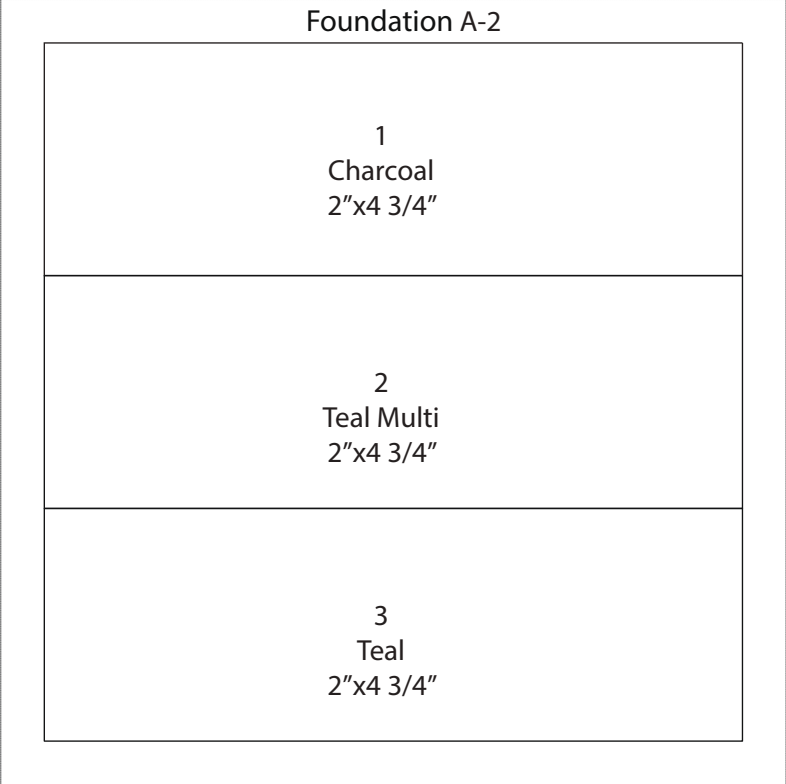 Foundation A-2
1
Charcoal
2”x4 3/4”
2
Teal Multi
2”x4 3/4”
3
Teal
2”x4 3/4”